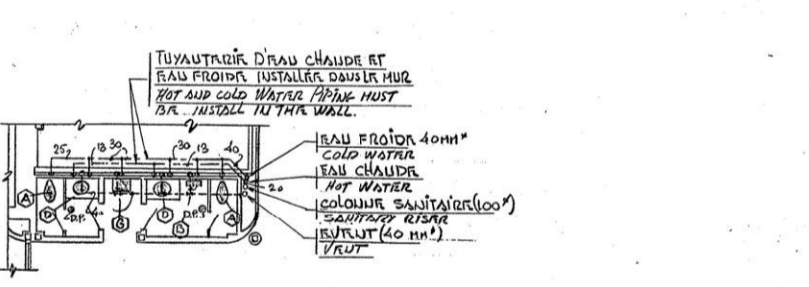 TUYAUTERIE D'EAU CHAUDE ET
EAU FROIDE INSTALLÉE DANS LE MUR
HOT AND COLD WATER PIPING MUST
BE INSTALL IN THE WALL.
25 13 30 30 13 40
EAU FROIDE 40MM
COLD WATER
EAU CHAUDE
HOT WATER
20
COLONNE SANITAIRE (100)
SANITARY RISER
EVENT (40 MM)
VENT
A D D.P. G D B D.P. A